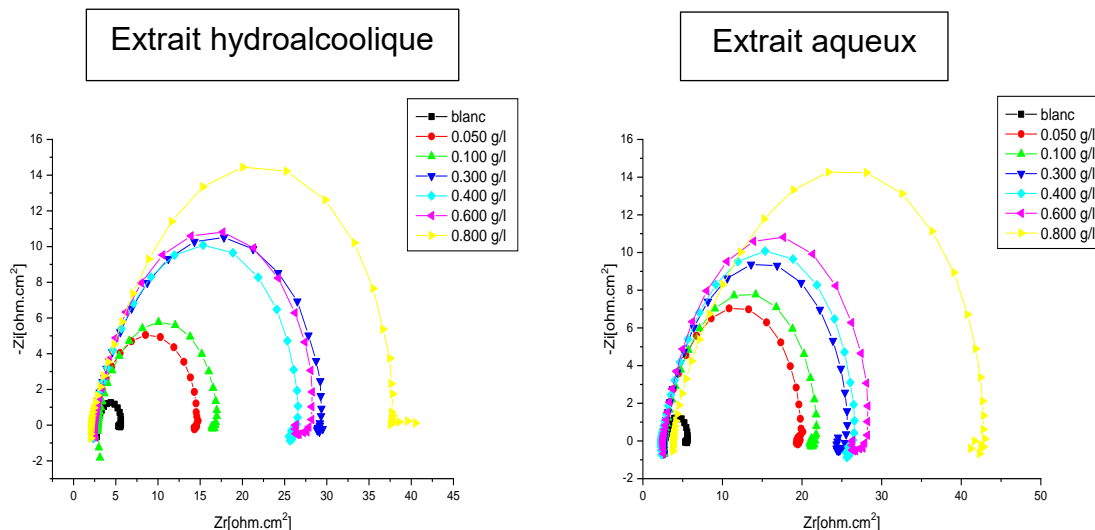 Extrait hydroalcoolique
blanc
0.050 g/l
0.100 g/l
0.300 g/l
0.400 g/l
0.600 g/l
0.800 g/l
16
14
12
10
8
6
4
2
0
-2
-Zi[ohm.cm²]
0 5 10 15 20 25 30 35 40 45
Zr[ohm.cm²]
Extrait aqueux
blanc
0.050 g/l
0.100 g/l
0.300 g/l
0.400 g/l
0.600 g/l
0.800 g/l
16
14
12
10
8
6
4
2
0
-2
-Zi[ohm.cm²]
0 10 20 30 40 50
Zr[ohm.cm²]